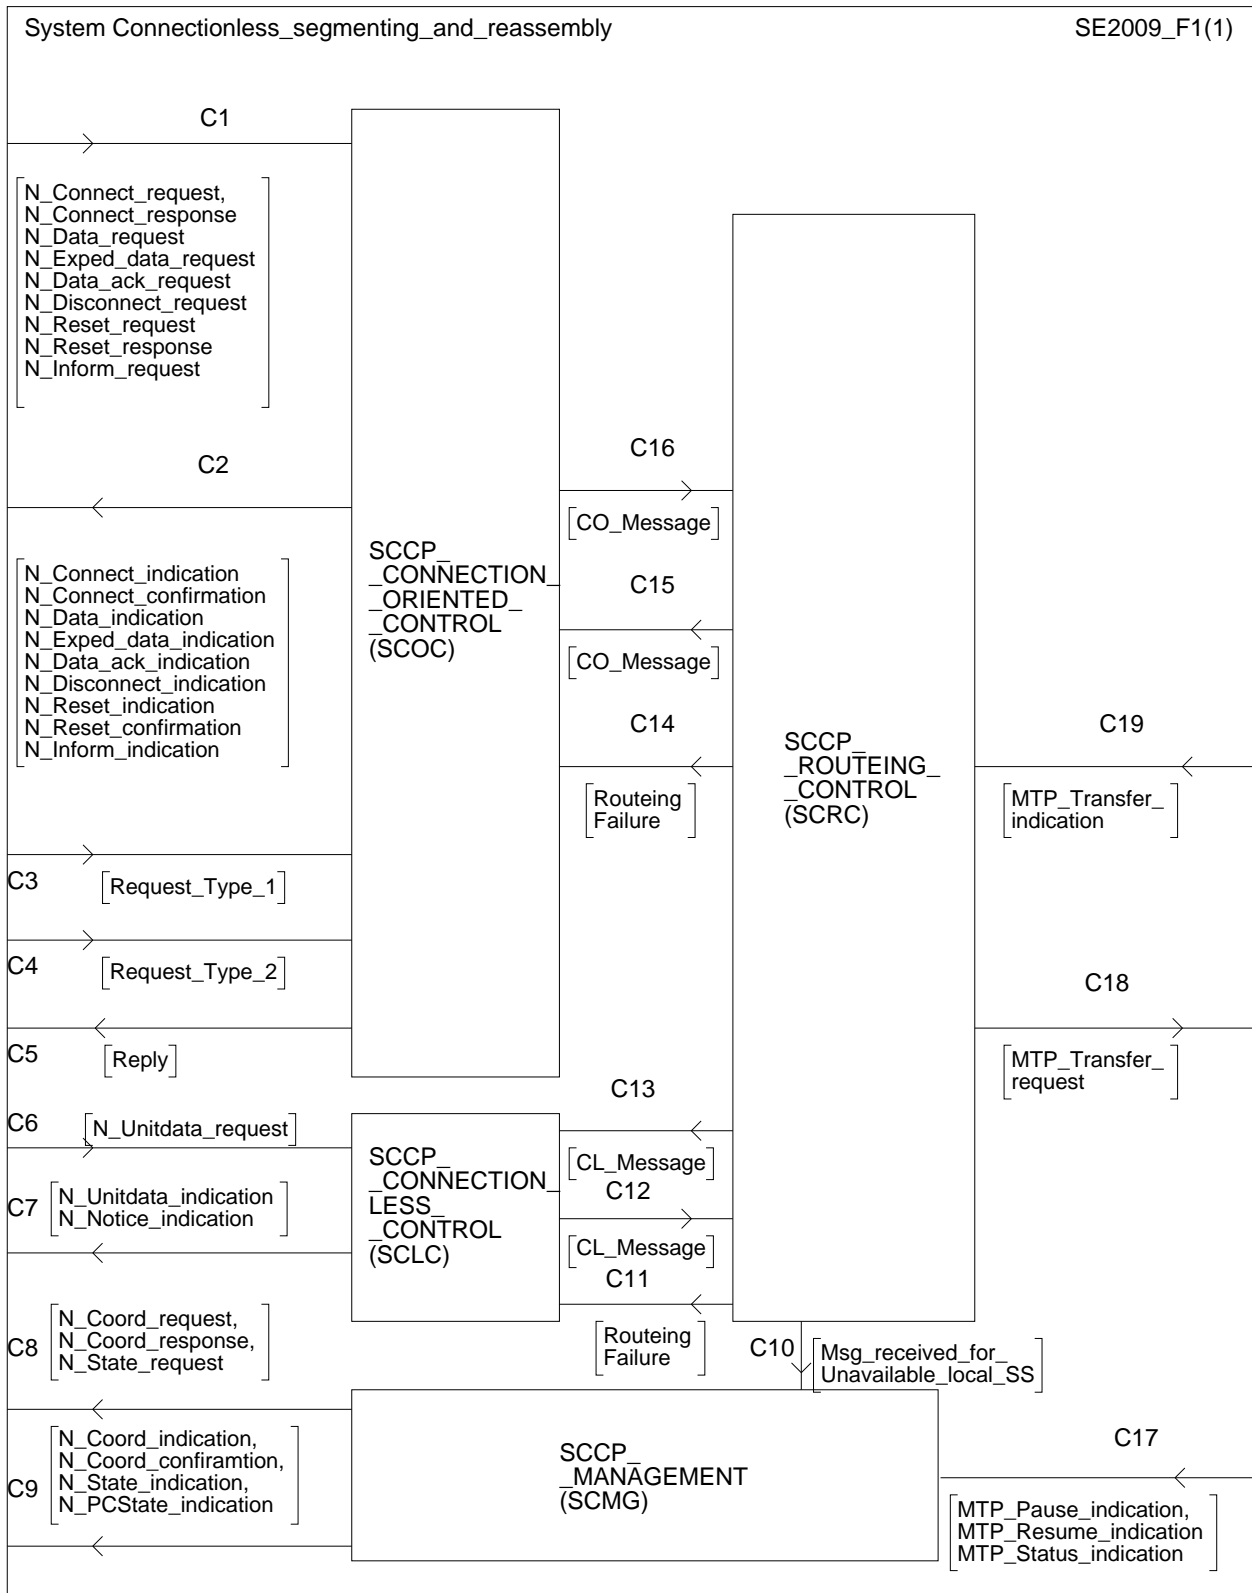 System Connectionless_segmenting_and_reassembly
SE2009_F1(1)
C1
N_Connect_request,
N_Connect_response
N_Data_request
N_Exped_data_request
N_Data_ack_request
N_Disconnect_request
N_Reset_request
N_Reset_response
N_Inform_request
C2
N_Connect_indication
N_Connect_confirmation
N_Data_indication
N_Exped_data_indication
N_Data_ack_indication
N_Disconnect_indication
N_Reset_indication
N_Reset_confirmation
N_Inform_indication
C3
Request_Type_1
C4
Request_Type_2
C5
Reply
SCCP_
_CONNECTION_
_ORIENTED_
_CONTROL
(SCOC)
C16
CO_Message
C15
CO_Message
C14
Routeing
Failure
SCCP_
_ROUTEING_
_CONTROL
(SCRC)
C19
MTP_Transfer_
indication
C18
MTP_Transfer_
request
C6
N_Unitdata_request
C7
N_Unitdata_indication
N_Notice_indication
SCCP_
_CONNECTION_
LESS_
_CONTROL
(SCLC)
C13
CL_Message
C12
CL_Message
C11
Routeing
Failure
C10
Msg_received_for_
Unavailable_local_SS
C8
N_Coord_request,
N_Coord_response,
N_State_request
C9
N_Coord_indication,
N_Coord_confiramtion,
N_State_indication,
N_PCState_indication
SCCP_
_MANAGEMENT
(SCMG)
C17
MTP_Pause_indication,
MTP_Resume_indication
MTP_Status_indication